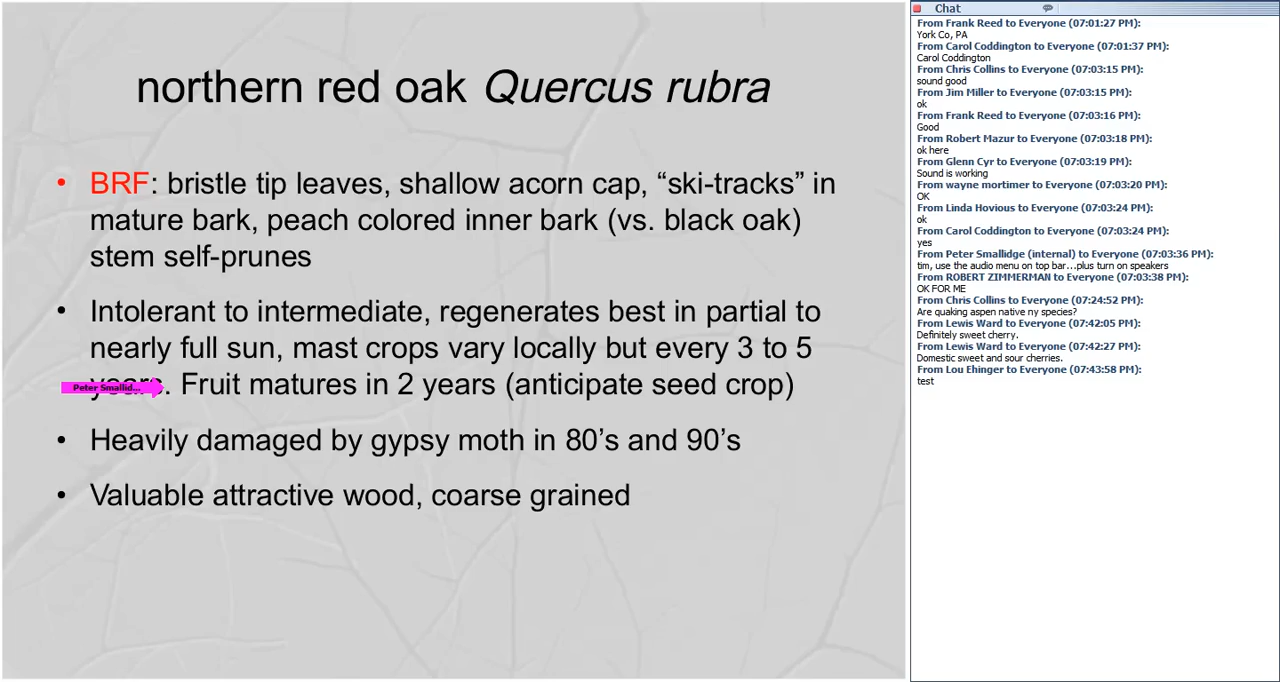 northern red oak Quercus rubra
• BRF: bristle tip leaves, shallow acorn cap, “ski-tracks” in
mature bark, peach colored inner bark (vs. black oak)
stem self-prunes
• Intolerant to intermediate, regenerates best in partial to
nearly full sun, mast crops vary locally but every 3 to 5
years. Fruit matures in 2 years (anticipate seed crop)
Peter Smallid...
• Heavily damaged by gypsy moth in 80’s and 90’s
• Valuable attractive wood, coarse grained
Chat
From Frank Reed to Everyone (07:01:27 PM):
York Co, PA
From Carol Coddington to Everyone (07:01:37 PM):
Carol Coddington
From Chris Collins to Everyone (07:03:15 PM):
sound good
From Jim Miller to Everyone (07:03:15 PM):
ok
From Frank Reed to Everyone (07:03:16 PM):
Good
From Robert Mazur to Everyone (07:03:18 PM):
ok here
From Glenn Cyr to Everyone (07:03:19 PM):
Sound is working
From wayne mortimer to Everyone (07:03:20 PM):
OK
From Linda Hovious to Everyone (07:03:24 PM):
ok
From Carol Coddington to Everyone (07:03:24 PM):
yes
From Peter Smallidge (internal) to Everyone (07:03:36 PM):
tim, use the audio menu on top bar...plus turn on speakers
From ROBERT ZIMMERMAN to Everyone (07:03:38 PM):
OK FOR ME
From Chris Collins to Everyone (07:24:52 PM):
Are quaking aspen native ny species?
From Lewis Ward to Everyone (07:42:05 PM):
Definitely sweet cherry.
From Lewis Ward to Everyone (07:42:27 PM):
Domestic sweet and sour cherries.
From Lou Ehinger to Everyone (07:43:58 PM):
test